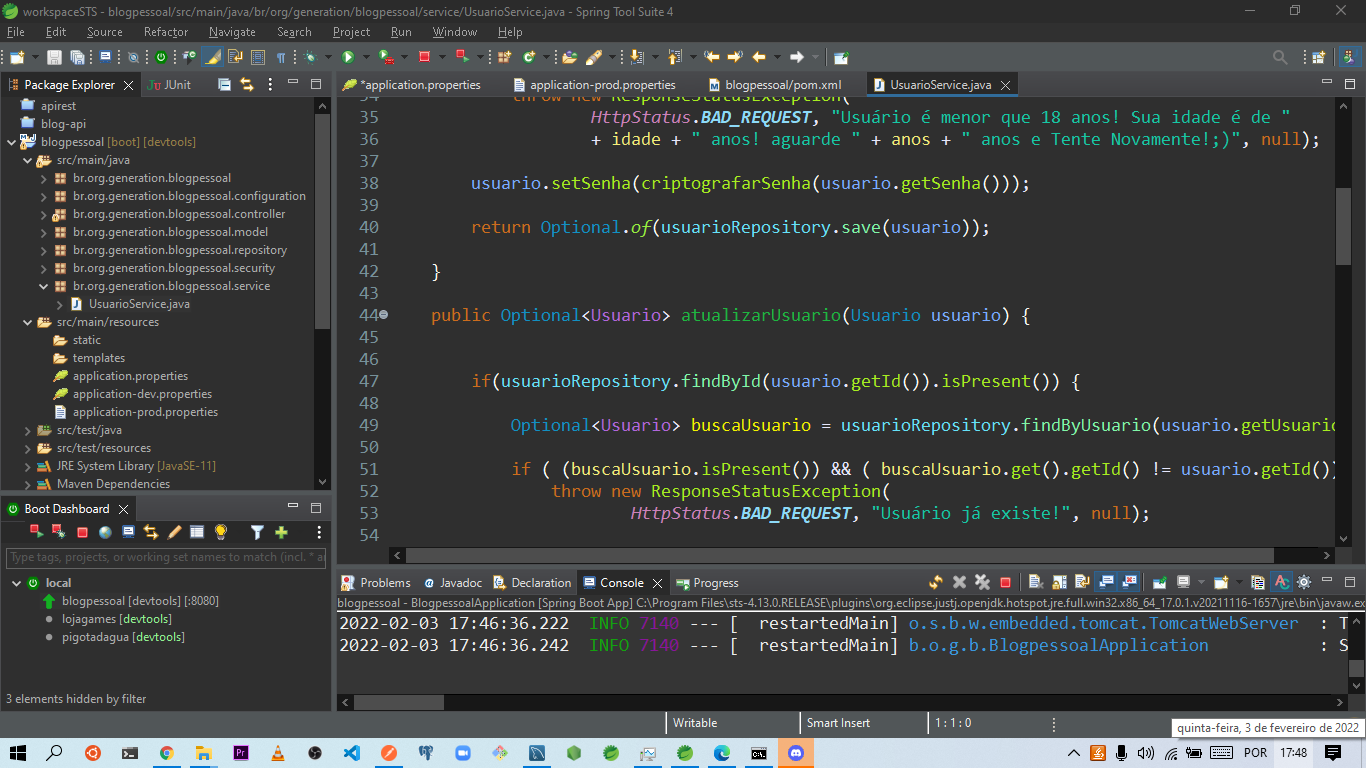 workspaceSTS - blogpessoal/src/main/java/br/org/generation/blogpessoal/service/UsuarioService.java - Spring Tool Suite 4
File Edit Source Refactor Navigate Search Project Run Window Help
Package Explorer JUnit
apirest
blog-api
blogpessoal [boot] [devtools]
src/main/java
br.org.generation.blogpessoal
br.org.generation.blogpessoal.configuration
br.org.generation.blogpessoal.controller
br.org.generation.blogpessoal.model
br.org.generation.blogpessoal.repository
br.org.generation.blogpessoal.security
br.org.generation.blogpessoal.service
UsuarioService.java
src/main/resources
static
templates
application.properties
application-dev.properties
application-prod.properties
src/test/java
src/test/resources
JRE System Library [JavaSE-11]
Maven Dependencies
Boot Dashboard
Type tags, projects, or working set names to match (incl. *
local
blogpessoal [devtools] [:8080]
lojagames [devtools]
pigotadagua [devtools]
3 elements hidden by filter
*application.properties application-prod.properties blogpessoal/pom.xml UsuarioService.java
34 throw new ResponseStatusException(
35 HttpStatus.BAD_REQUEST, "Usuário é menor que 18 anos! Sua idade é de "
36 + idade + " anos! aguarde " + anos + " anos e Tente Novamente!;)", null);
37
38 usuario.setSenha(criptografarSenha(usuario.getSenha()));
39
40 return Optional.of(usuarioRepository.save(usuario));
41
42 }
43
44 public Optional<Usuario> atualizarUsuario(Usuario usuario) {
45
46
47 if(usuarioRepository.findById(usuario.getId()).isPresent()) {
48
49 Optional<Usuario> buscaUsuario = usuarioRepository.findByUsuario(usuario.getUsuario
50
51 if ( (buscaUsuario.isPresent()) && ( buscaUsuario.get().getId() != usuario.getId())
52 throw new ResponseStatusException(
53 HttpStatus.BAD_REQUEST, "Usuário já existe!", null);
54
Problems Javadoc Declaration Console Progress
blogpessoal - BlogpessoalApplication [Spring Boot App] C:\Program Files\sts-4.13.0.RELEASE\plugins\org.eclipse.justj.openjdk.hotspot.jre.full.win32.x86_64_17.0.1.v20211116-1657\jre\bin\javaw.ex
2022-02-03 17:46:36.222 INFO 7140 --- [ restartedMain] o.s.b.w.embedded.tomcat.TomcatWebServer : T
2022-02-03 17:46:36.242 INFO 7140 --- [ restartedMain] b.o.g.b.BlogpessoalApplication : S
Writable Smart Insert 1 : 1 : 0
quinta-feira, 3 de fevereiro de 2022
POR 17:48